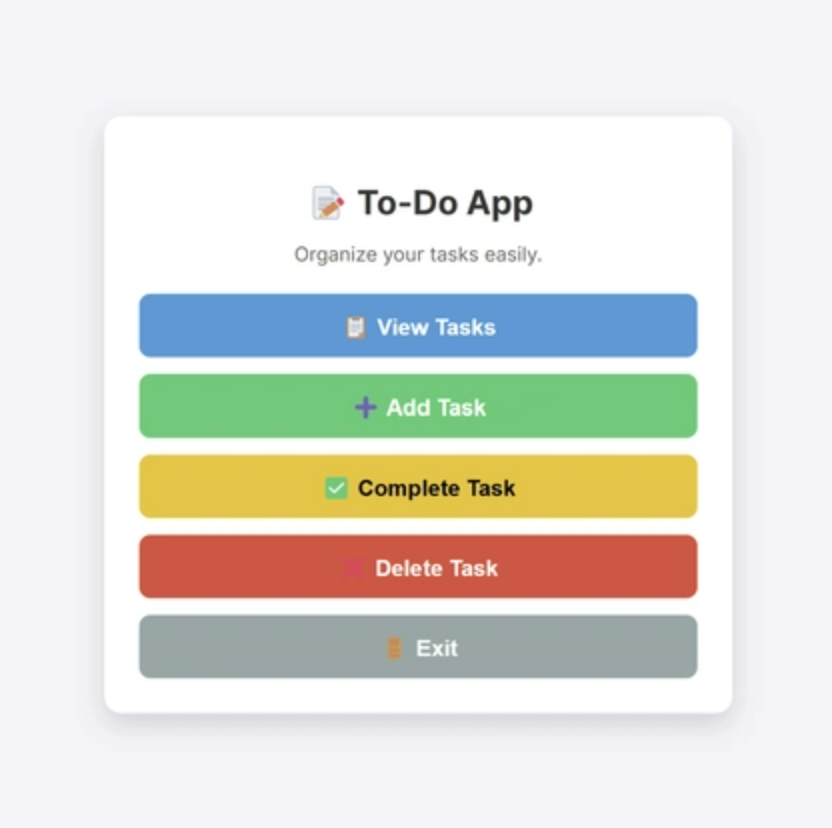 To-Do App
Organize your tasks easily.
View Tasks
Add Task
Complete Task
Delete Task
Exit